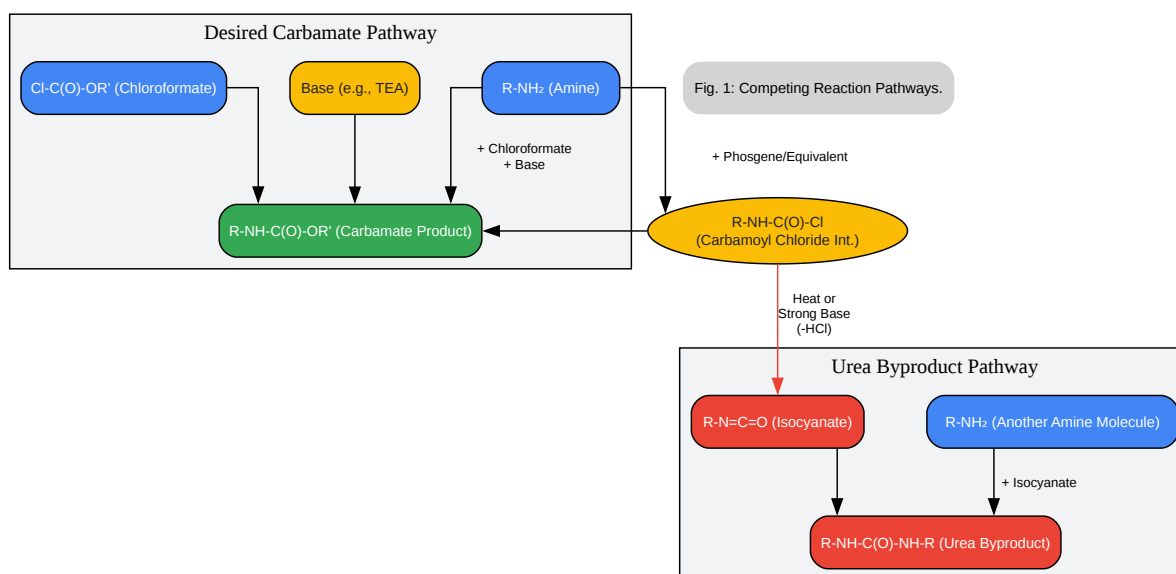 Desired Carbamate Pathway
Cl-C(O)-OR' (Chloroformate)
Base (e.g., TEA)
R-NH₂ (Amine)
Fig. 1: Competing Reaction Pathways.
+ Chloroformate
+ Base
+ Phosgene/Equivalent
R-NH-C(O)-OR' (Carbamate Product)
R-NH-C(O)-Cl
(Carbamoyl Chloride Int.)
Heat or
Strong Base
(-HCl)
Urea Byproduct Pathway
R-N=C=O (Isocyanate)
R-NH₂ (Another Amine Molecule)
+ Isocyanate
R-NH-C(O)-NH-R (Urea Byproduct)